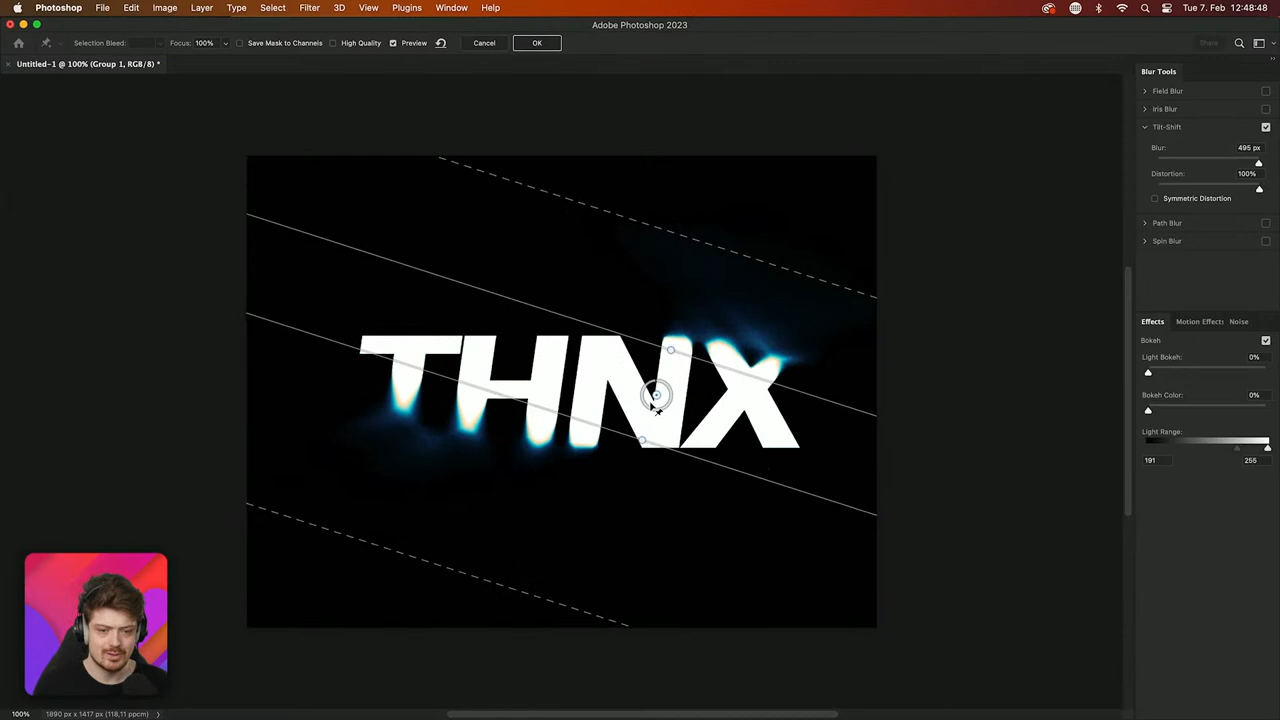 Photoshop File Edit Image Layer Type Select Filter 3D View Plugins Window Help Tue 7. Feb 12:48:48
Adobe Photoshop 2023
Selection Bleed: Focus: 100% Save Mask to Channels High Quality Preview Cancel OK Share
Untitled-1 @ 100% (Group 1, RGB/8) *
Blur Tools
Field Blur
Iris Blur
Tilt-Shift
Blur: 495 px
Distortion: 100%
Symmetric Distortion
Path Blur
Spin Blur
Effects Motion Effects Noise
Bokeh
Light Bokeh: 0%
Bokeh Color: 0%
Light Range:
191 255
THNX
100% 1890 px x 1417 px (118,11 ppcm)